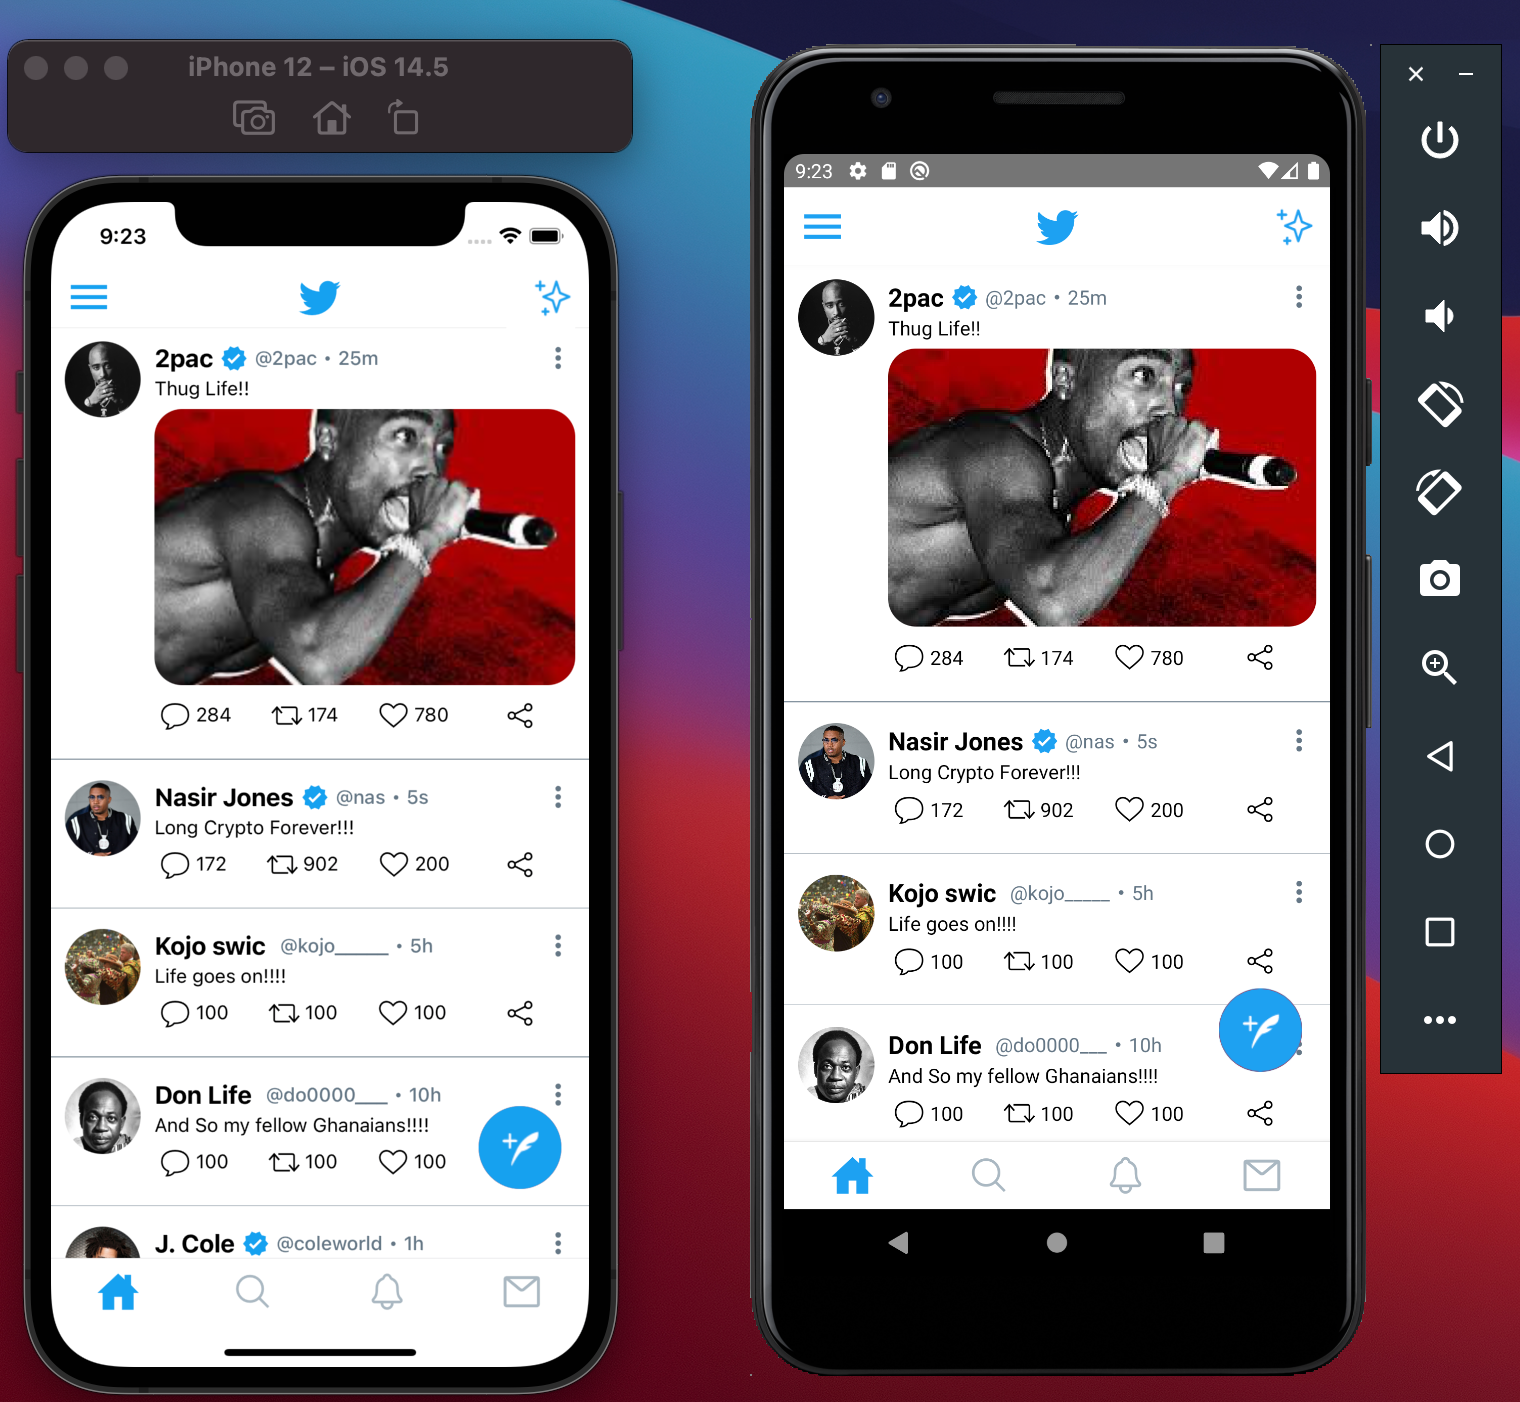 iPhone 12 – iOS 14.5
9:23
2pac @2pac • 25m
Thug Life!!
284 174 780
Nasir Jones @nas • 5s
Long Crypto Forever!!!
172 902 200
Kojo swic @kojo_____ • 5h
Life goes on!!!!
100 100 100
Don Life @do0000___ • 10h
And So my fellow Ghanaians!!!!
100 100 100
J. Cole @coleworld • 1h
9:23
2pac @2pac • 25m
Thug Life!!
284 174 780
Nasir Jones @nas • 5s
Long Crypto Forever!!!
172 902 200
Kojo swic @kojo_____ • 5h
Life goes on!!!!
100 100 100
Don Life @do0000___ • 10h
And So my fellow Ghanaians!!!!
100 100 100